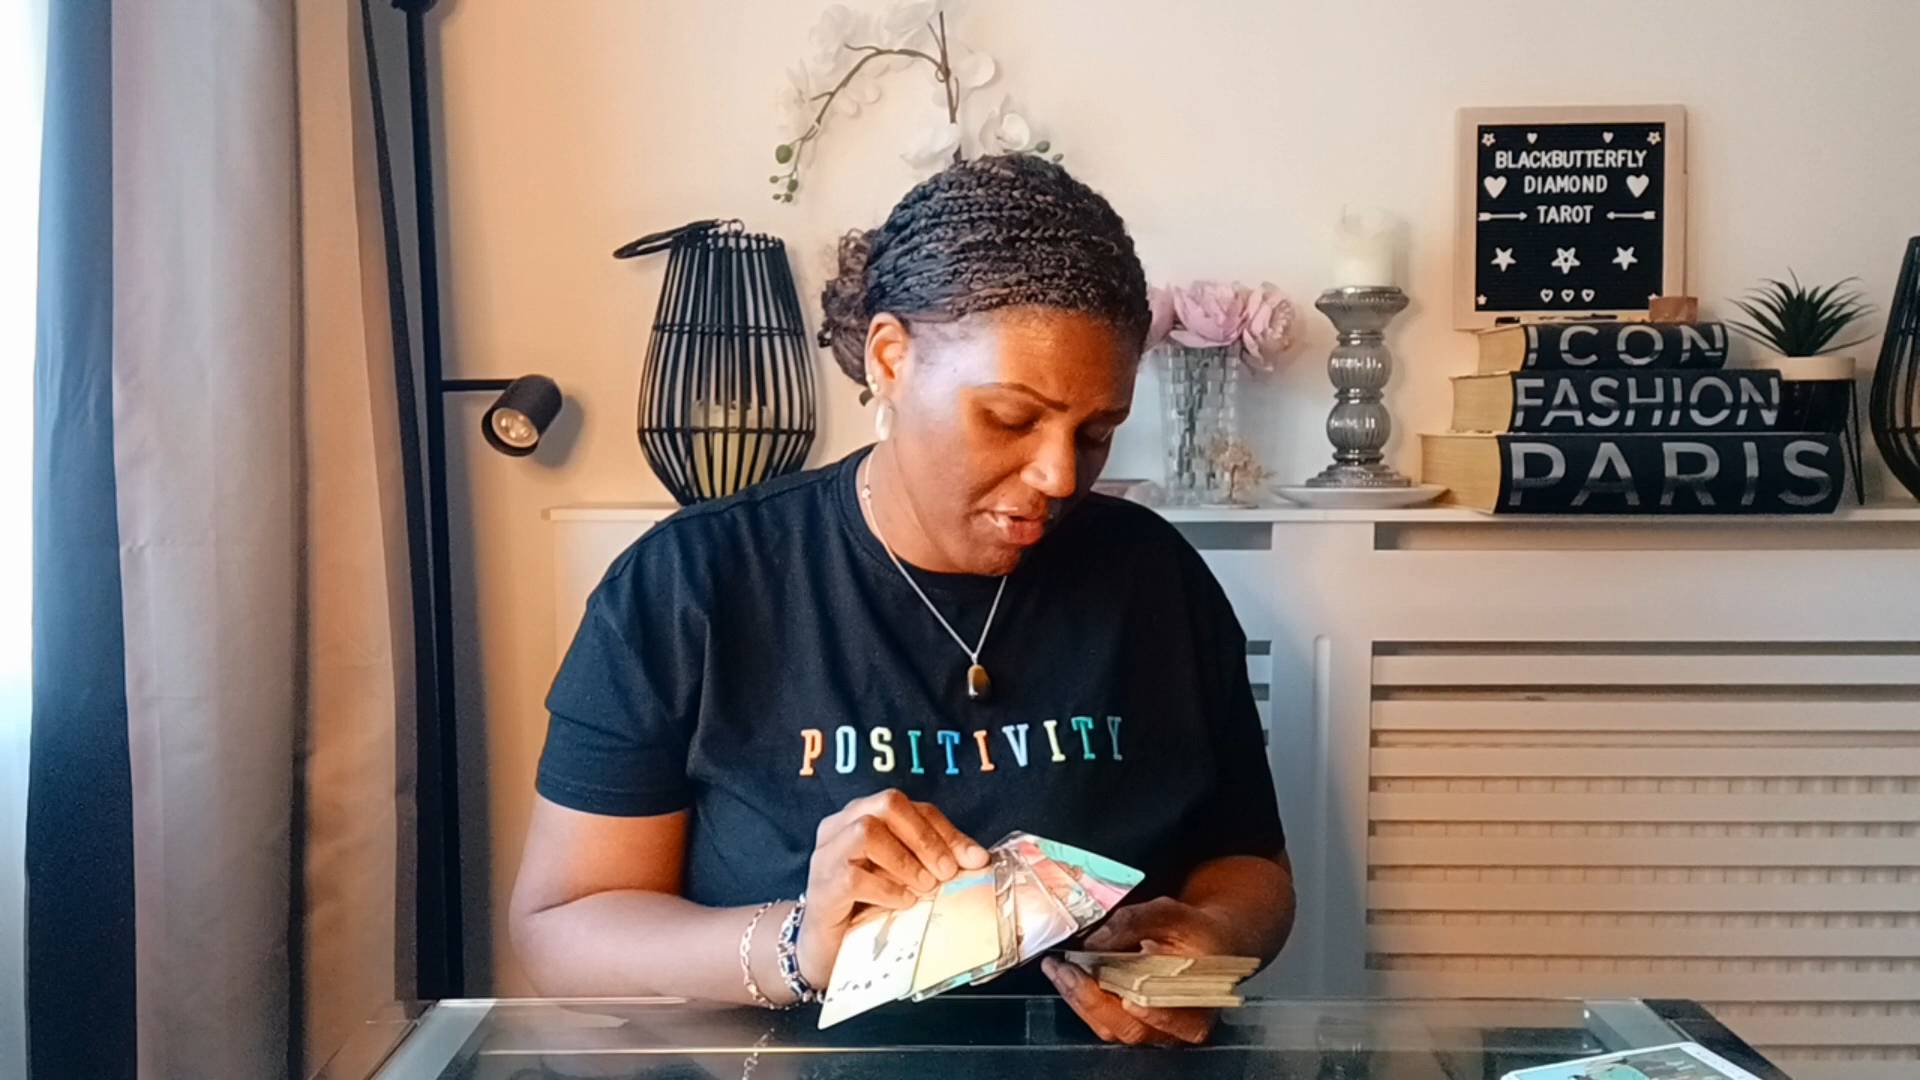 BLACKBUTTERFLY
DIAMOND
TAROT
ICON
FASHION
PARIS
POSITIVITY